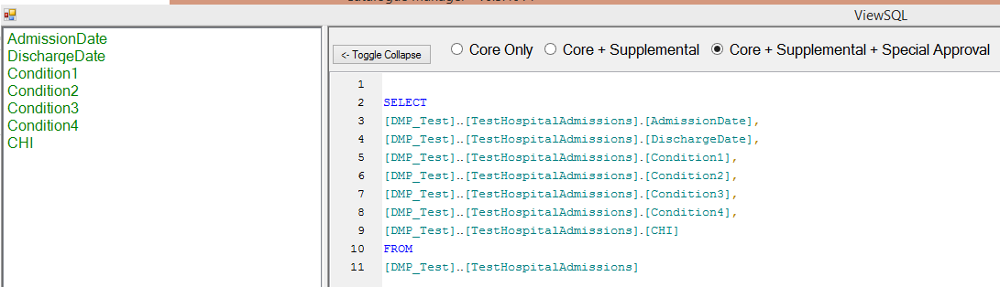 ViewSQL
AdmissionDate
DischargeDate
Condition1
Condition2
Condition3
Condition4
CHI
<- Toggle Collapse
Core Only
Core + Supplemental
Core + Supplemental + Special Approval
1
2 SELECT
3 [DMP_Test]..[TestHospitalAdmissions].[AdmissionDate],
4 [DMP_Test]..[TestHospitalAdmissions].[DischargeDate],
5 [DMP_Test]..[TestHospitalAdmissions].[Condition1],
6 [DMP_Test]..[TestHospitalAdmissions].[Condition2],
7 [DMP_Test]..[TestHospitalAdmissions].[Condition3],
8 [DMP_Test]..[TestHospitalAdmissions].[Condition4],
9 [DMP_Test]..[TestHospitalAdmissions].[CHI]
10 FROM
11 [DMP_Test]..[TestHospitalAdmissions]